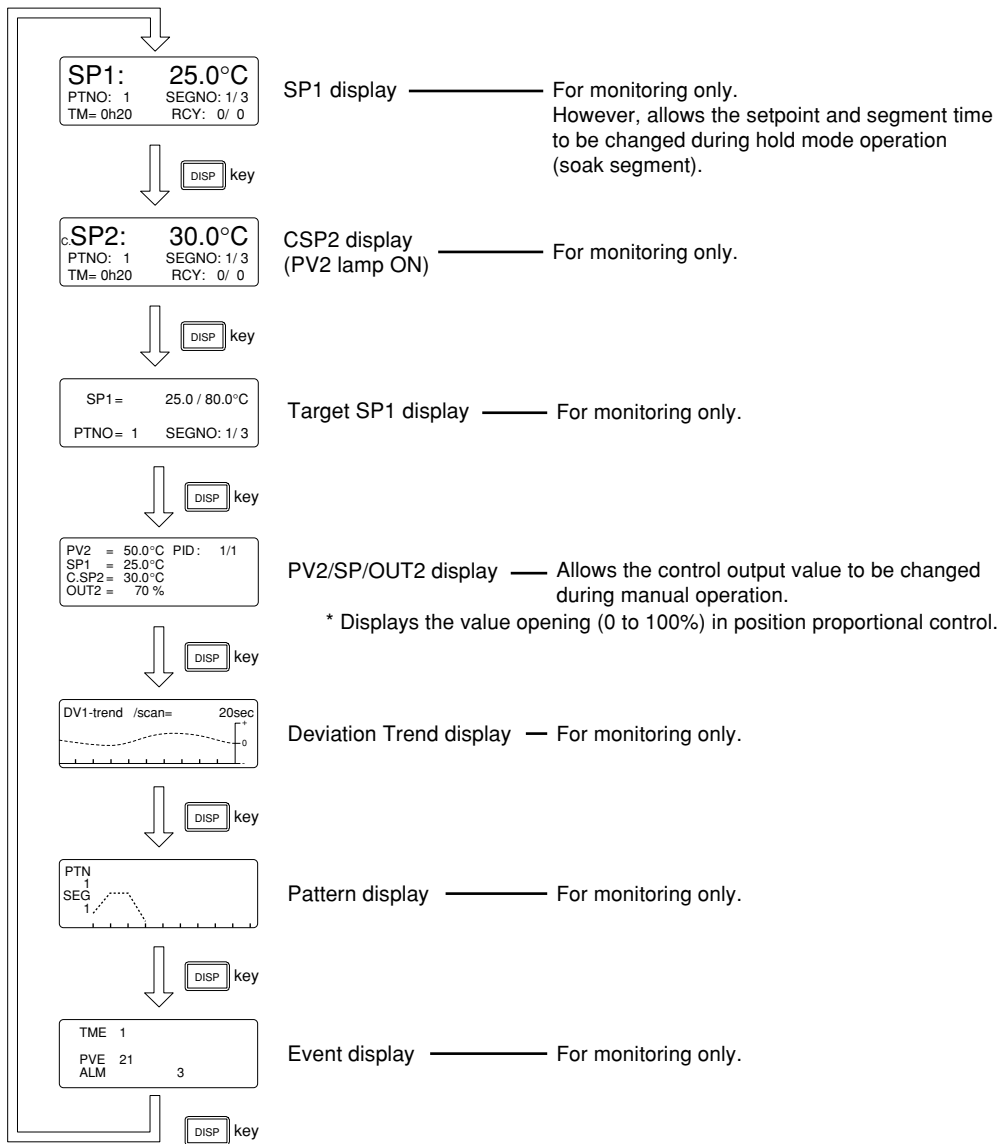 SP1: 25.0°C
PTNO: 1 SEGNO: 1/ 3
TM= 0h20 RCY: 0/ 0
SP1 display
For monitoring only.
However, allows the setpoint and segment time
to be changed during hold mode operation
(soak segment).
DISP key
C.SP2: 30.0°C
PTNO: 1 SEGNO: 1/ 3
TM= 0h20 RCY: 0/ 0
CSP2 display
(PV2 lamp ON)
For monitoring only.
DISP key
SP1= 25.0 / 80.0°C
PTNO= 1 SEGNO: 1/ 3
Target SP1 display
For monitoring only.
DISP key
PV2 = 50.0°C PID: 1/1
SP1 = 25.0°C
C.SP2= 30.0°C
OUT2 = 70 %
PV2/SP/OUT2 display
Allows the control output value to be changed
during manual operation.
* Displays the value opening (0 to 100%) in position proportional control.
DISP key
DV1-trend /scan= 20sec
+
0
-
Deviation Trend display
For monitoring only.
DISP key
PTN
1
SEG
1
Pattern display
For monitoring only.
DISP key
TME 1
PVE 21
ALM 3
Event display
For monitoring only.
DISP key